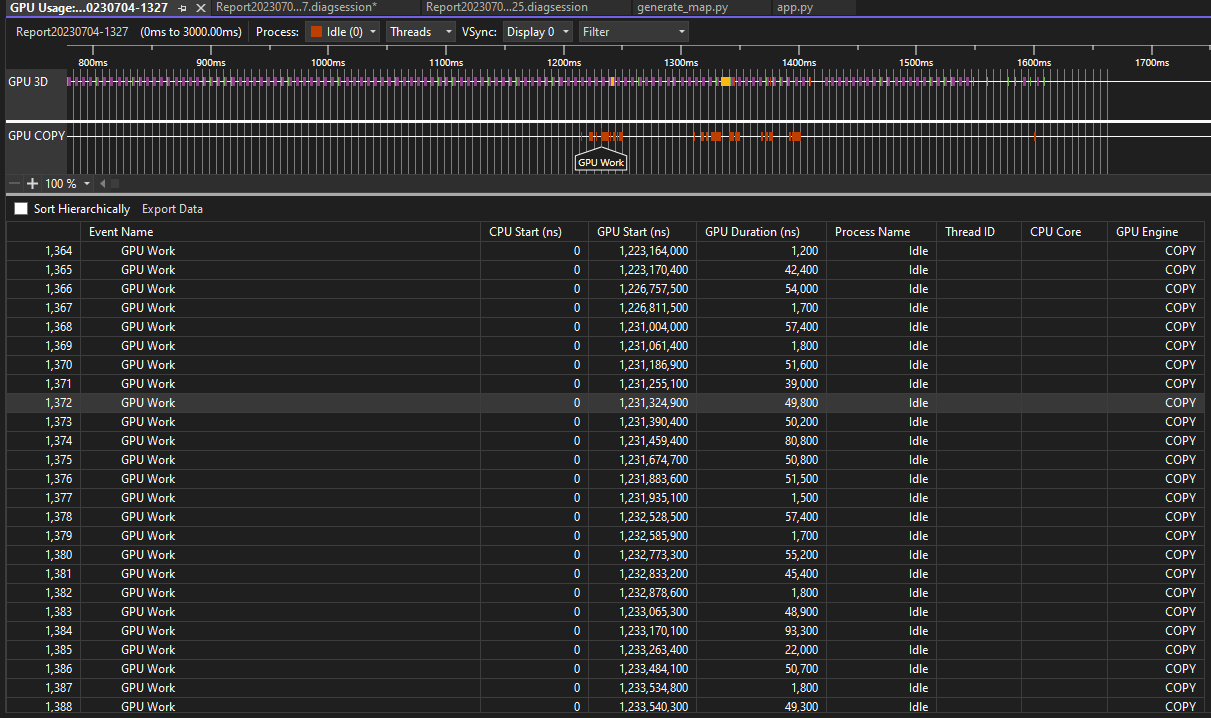 GPU Usage:...0230704-1327 Report2023070...7.diagsession* Report2023070...25.diagsession generate_map.py app.py
Report20230704-1327 (0ms to 3000.00ms) Process: Idle (0) Threads VSync: Display 0 Filter
800ms 900ms 1000ms 1100ms 1200ms 1300ms 1400ms 1500ms 1600ms 1700ms
GPU 3D
GPU COPY
GPU Work
100 %
Sort Hierarchically Export Data
Event Name CPU Start (ns) GPU Start (ns) GPU Duration (ns) Process Name Thread ID CPU Core GPU Engine
1,364 GPU Work 0 1,223,164,000 1,200 Idle COPY
1,365 GPU Work 0 1,223,170,400 42,400 Idle COPY
1,366 GPU Work 0 1,226,757,500 54,000 Idle COPY
1,367 GPU Work 0 1,226,811,500 1,700 Idle COPY
1,368 GPU Work 0 1,231,004,000 57,400 Idle COPY
1,369 GPU Work 0 1,231,061,400 1,800 Idle COPY
1,370 GPU Work 0 1,231,186,900 51,600 Idle COPY
1,371 GPU Work 0 1,231,255,100 39,000 Idle COPY
1,372 GPU Work 0 1,231,324,900 49,800 Idle COPY
1,373 GPU Work 0 1,231,390,400 50,200 Idle COPY
1,374 GPU Work 0 1,231,459,400 80,800 Idle COPY
1,375 GPU Work 0 1,231,674,700 50,800 Idle COPY
1,376 GPU Work 0 1,231,883,600 51,500 Idle COPY
1,377 GPU Work 0 1,231,935,100 1,500 Idle COPY
1,378 GPU Work 0 1,232,528,500 57,400 Idle COPY
1,379 GPU Work 0 1,232,585,900 1,700 Idle COPY
1,380 GPU Work 0 1,232,773,300 55,200 Idle COPY
1,381 GPU Work 0 1,232,833,200 45,400 Idle COPY
1,382 GPU Work 0 1,232,878,600 1,800 Idle COPY
1,383 GPU Work 0 1,233,065,300 48,900 Idle COPY
1,384 GPU Work 0 1,233,170,100 93,300 Idle COPY
1,385 GPU Work 0 1,233,263,400 22,000 Idle COPY
1,386 GPU Work 0 1,233,484,100 50,700 Idle COPY
1,387 GPU Work 0 1,233,534,800 1,800 Idle COPY
1,388 GPU Work 0 1,233,540,300 49,300 Idle COPY